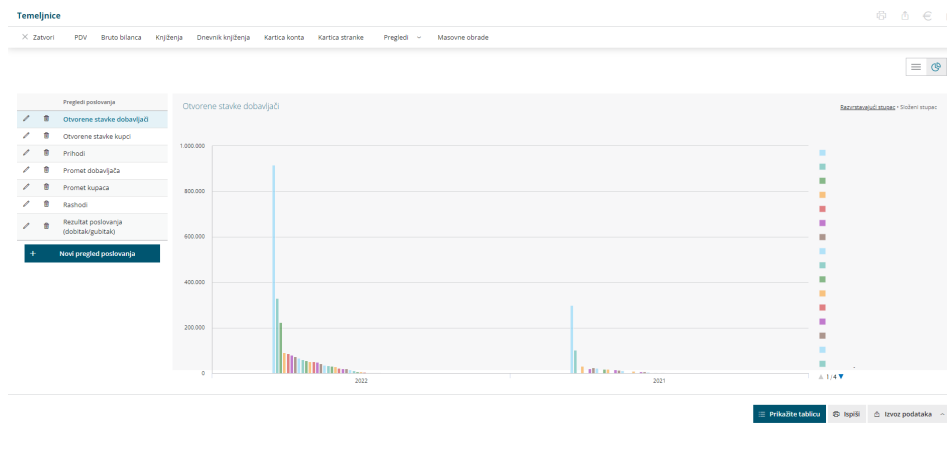 Temeljnice
Zatvori PDV Bruto bilanca Knjiženja Dnevnik knjiženja Kartica konta Kartica stranke Pregledi Masovne obrade
Pregledi poslovanja
Otvorene stavke dobavljači
Otvorene stavke kupci
Prihodi
Promet dobavljača
Promet kupaca
Rashodi
Rezultat poslovanja
(dobitak/gubitak)
+ Novi pregled poslovanja
Otvorene stavke dobavljači
Razvrstavajući stupac • Složeni stupac
1.000.000
800.000
600.000
400.000
200.000
0
2022 2021
1/4
Prikažite tablicu Ispiši Izvoz podataka